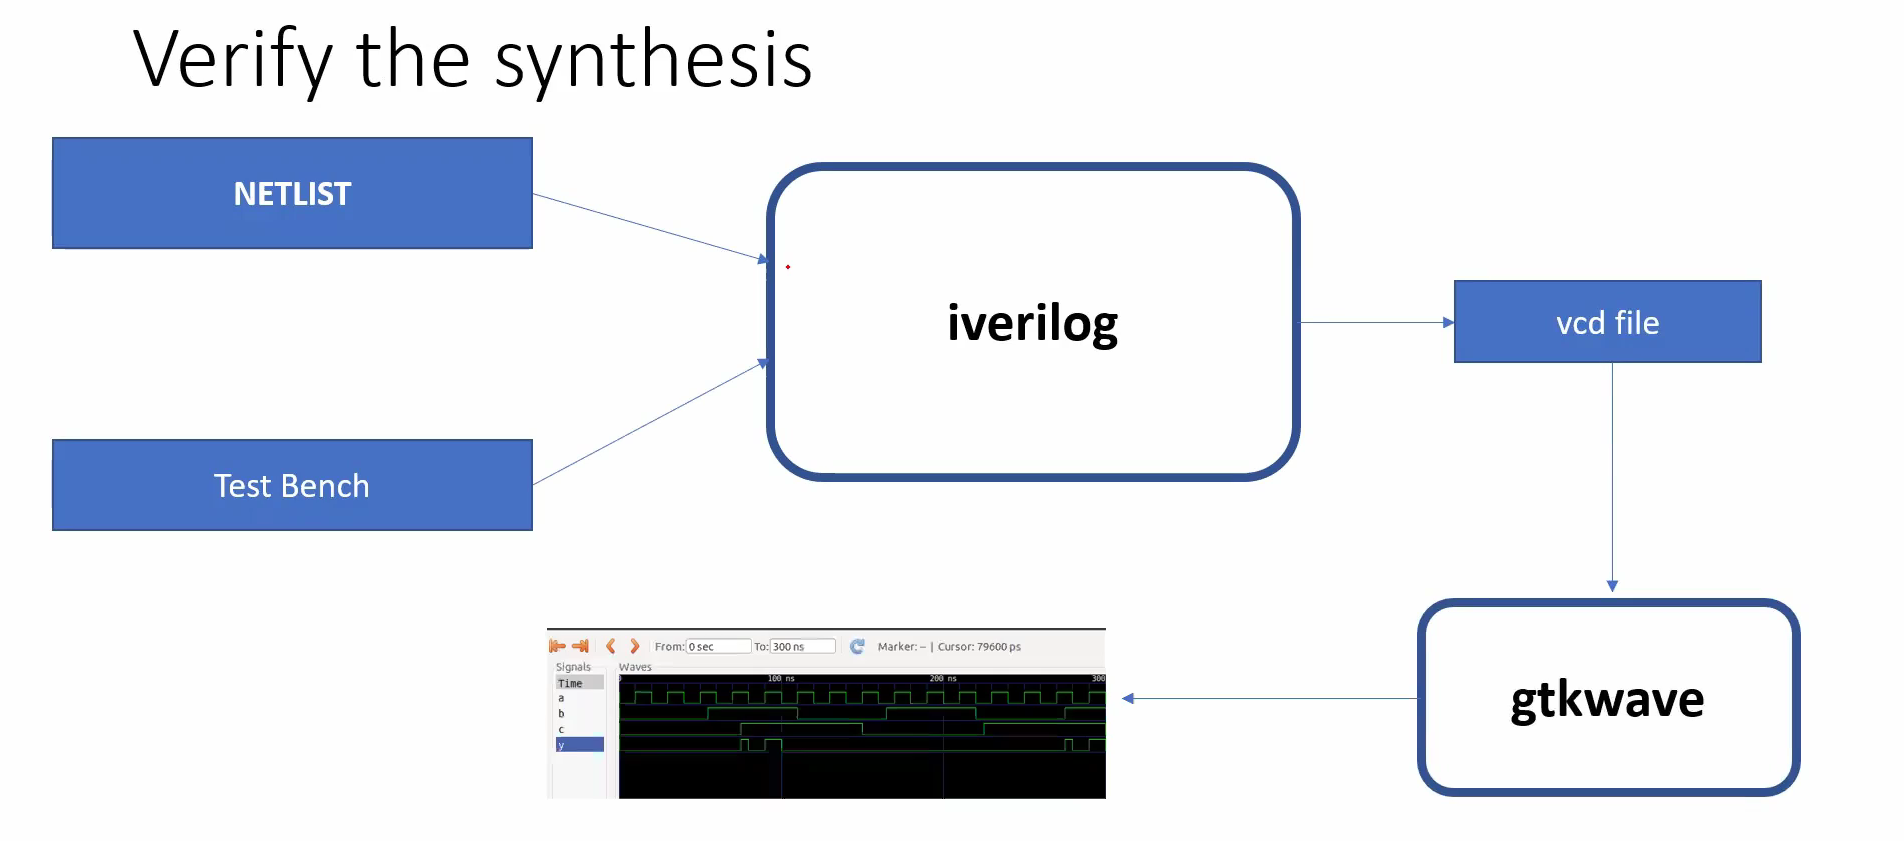 Verify the synthesis
NETLIST
iverilog
vcd file
Test Bench
From: 0 sec To: 300 ns Marker: -- | Cursor: 79600 ps
Signals Waves
Time
0 100 ns 200 ns 300
a
b
c
y
gtkwave